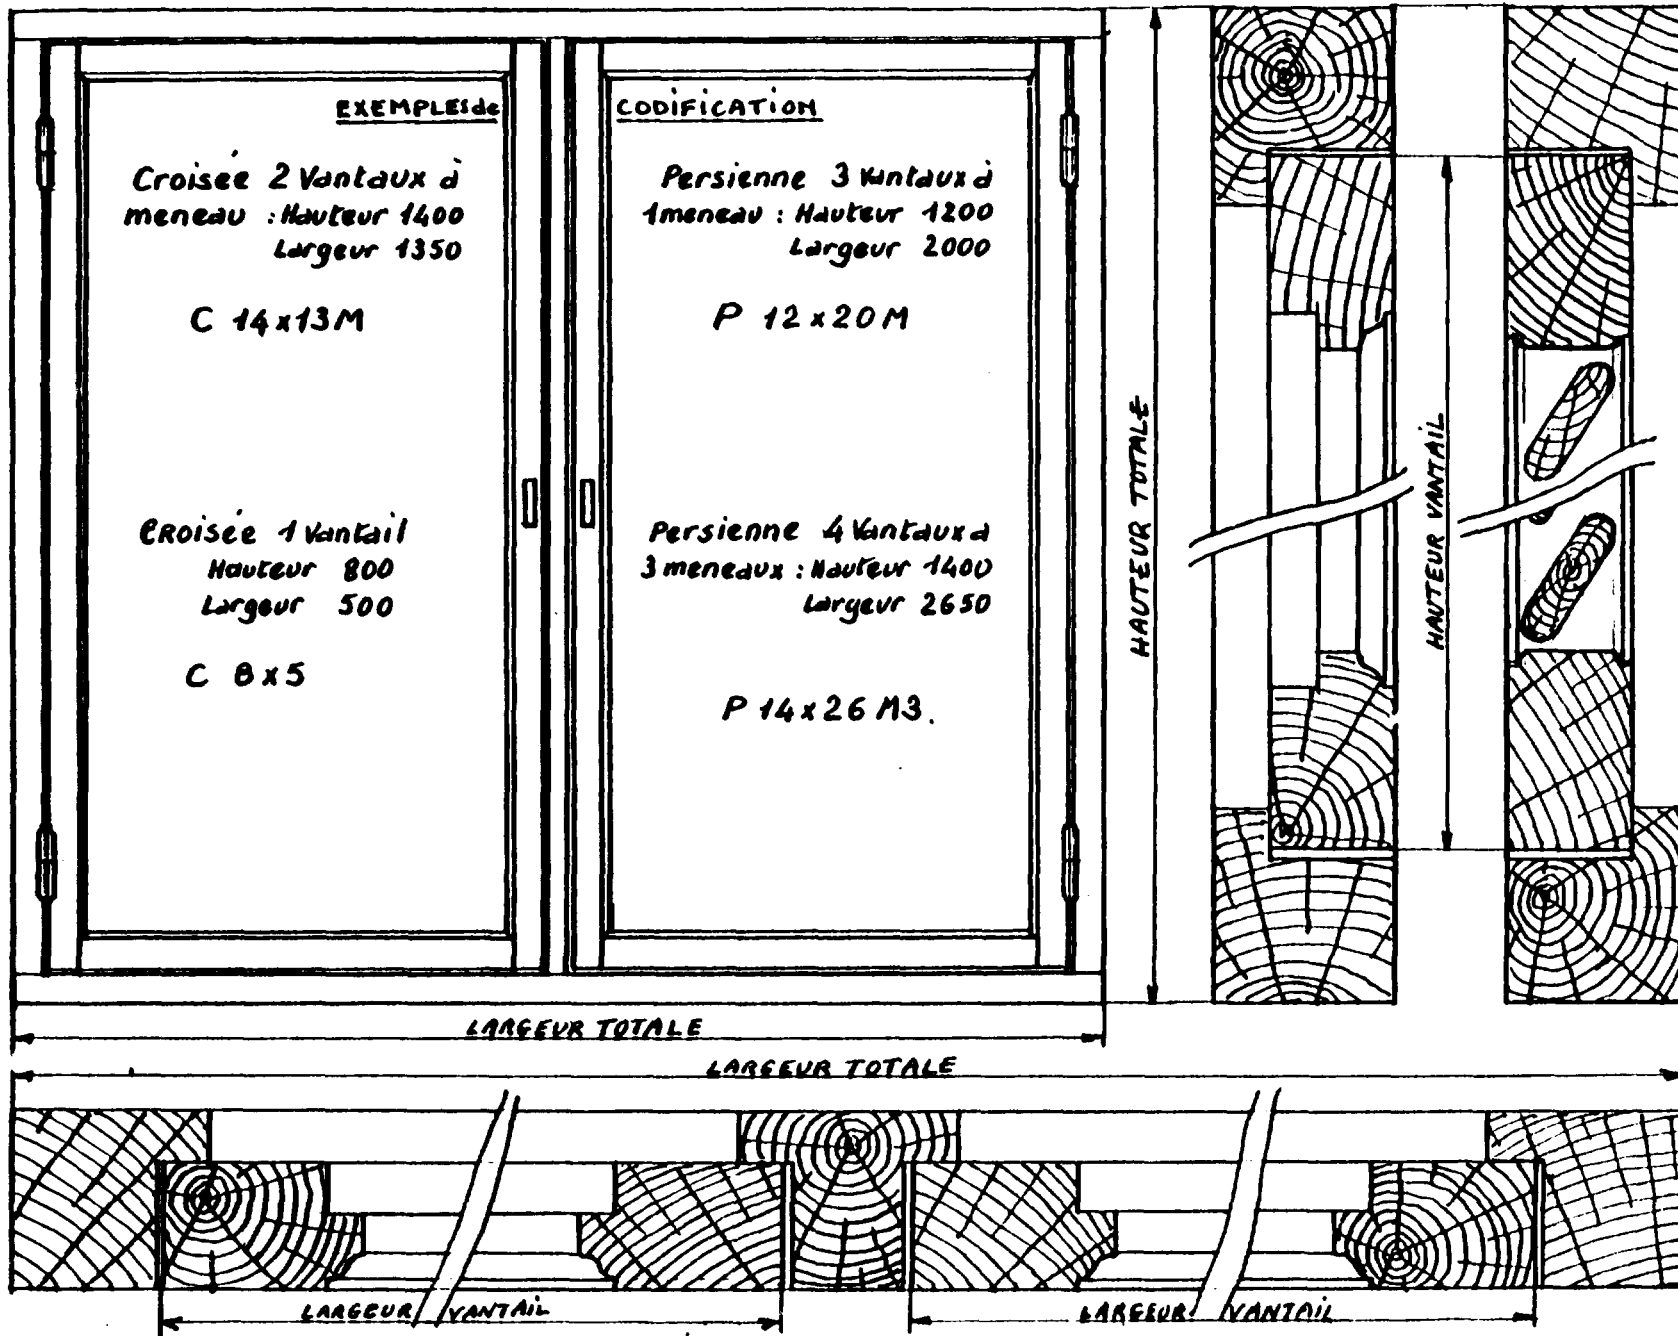 EXEMPLES de CODIFICATION
Croisée 2 Vantaux à
meneau : Hauteur 1400
Largeur 1350
C 14x13M
Croisée 1 Vantail
Hauteur 800
Largeur 500
C 8x5
Persienne 3 Vantaux à
1 meneau : Hauteur 1200
Largeur 2000
P 12x20M
Persienne 4 Vantaux à
3 meneaux : Hauteur 1400
Largeur 2650
P 14x26 M3.
HAUTEUR TOTALE
HAUTEUR VANTAIL
LARGEUR TOTALE
LARGEUR TOTALE
LARGEUR VANTAIL
LARGEUR VANTAIL